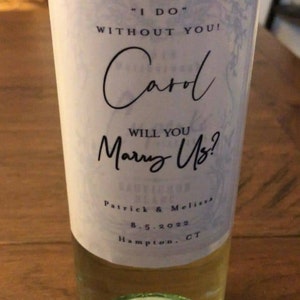 "I DO"
WITHOUT YOU!
Carol
WILL YOU
Marry Us?
Patrick & Melissa
8.5.2022
Hampton, CT